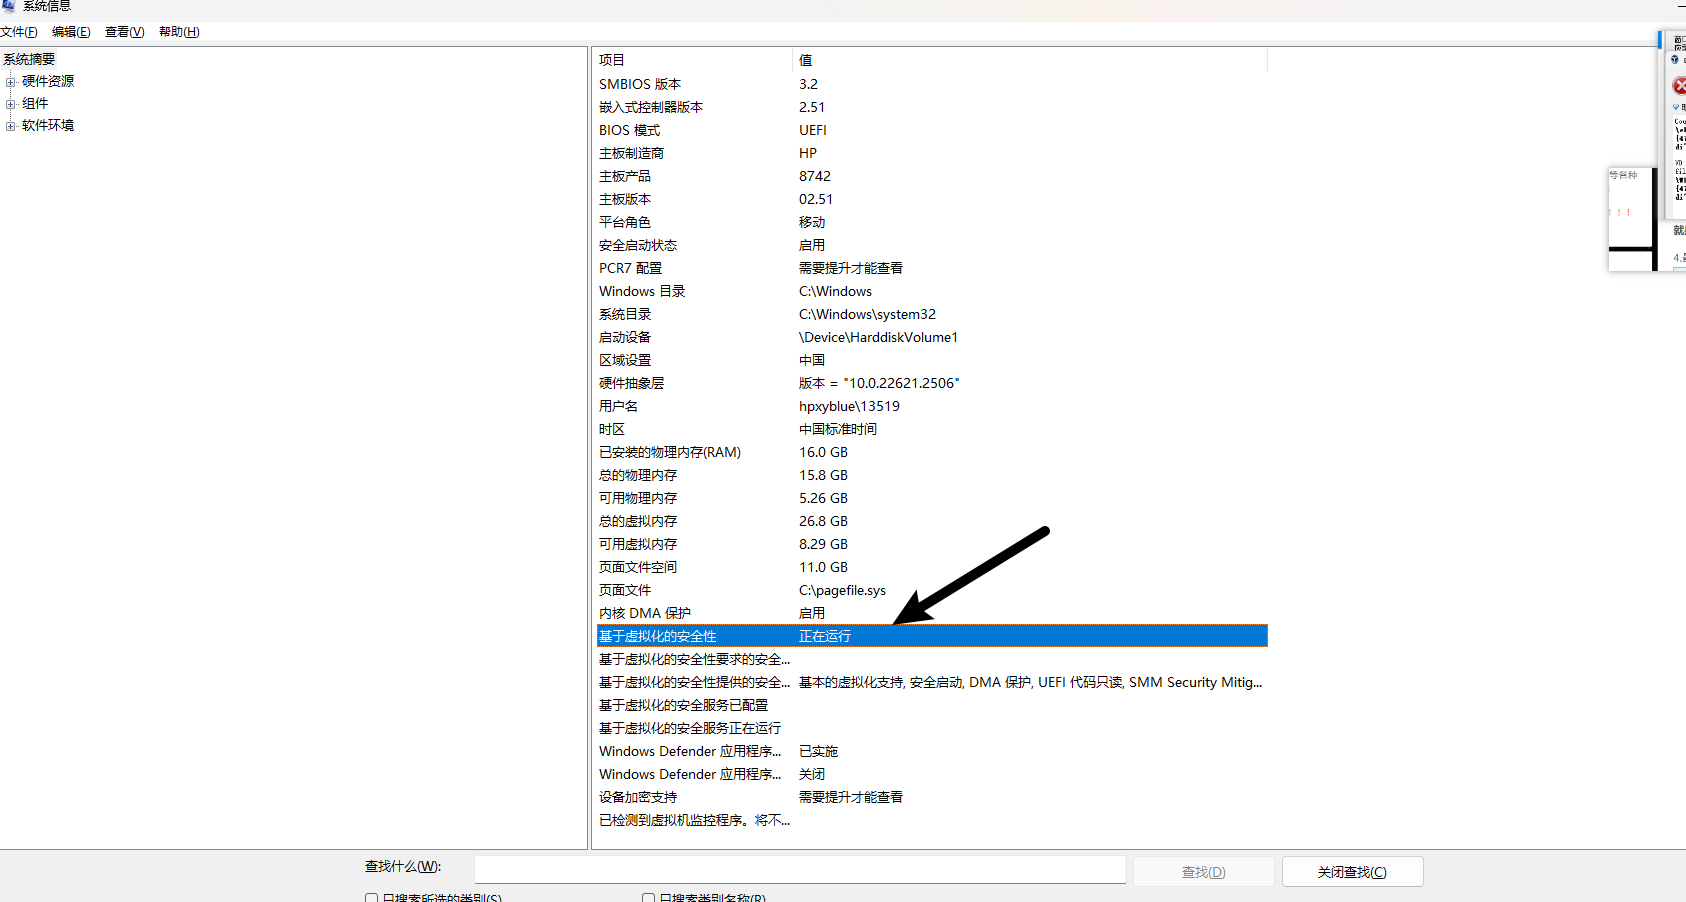 系统信息
文件(F) 编辑(E) 查看(V) 帮助(H)
系统摘要
硬件资源
组件
软件环境
项目 值
SMBIOS 版本 3.2
嵌入式控制器版本 2.51
BIOS 模式 UEFI
主板制造商 HP
主板产品 8742
主板版本 02.51
平台角色 移动
安全启动状态 启用
PCR7 配置 需要提升才能查看
Windows 目录 C:\Windows
系统目录 C:\Windows\system32
启动设备 \Device\HarddiskVolume1
区域设置 中国
硬件抽象层 版本 = "10.0.22621.2506"
用户名 hpxyblue\13519
时区 中国标准时间
已安装的物理内存(RAM) 16.0 GB
总的物理内存 15.8 GB
可用物理内存 5.26 GB
总的虚拟内存 26.8 GB
可用虚拟内存 8.29 GB
页面文件空间 11.0 GB
页面文件 C:\pagefile.sys
内核 DMA 保护 启用
基于虚拟化的安全性 正在运行
基于虚拟化的安全性要求的安全...
基于虚拟化的安全性提供的安全... 基本的虚拟化支持, 安全启动, DMA 保护, UEFI 代码只读, SMM Security Mitig...
基于虚拟化的安全服务已配置
基于虚拟化的安全服务正在运行
Windows Defender 应用程序... 已实施
Windows Defender 应用程序... 关闭
设备加密支持 需要提升才能查看
已检测到虚拟机监控程序。将不...
查找什么(W):
查找(D)
关闭查找(C)
只搜索所选的类别(S)
只搜索类别名称(R)
等各种
! ! !